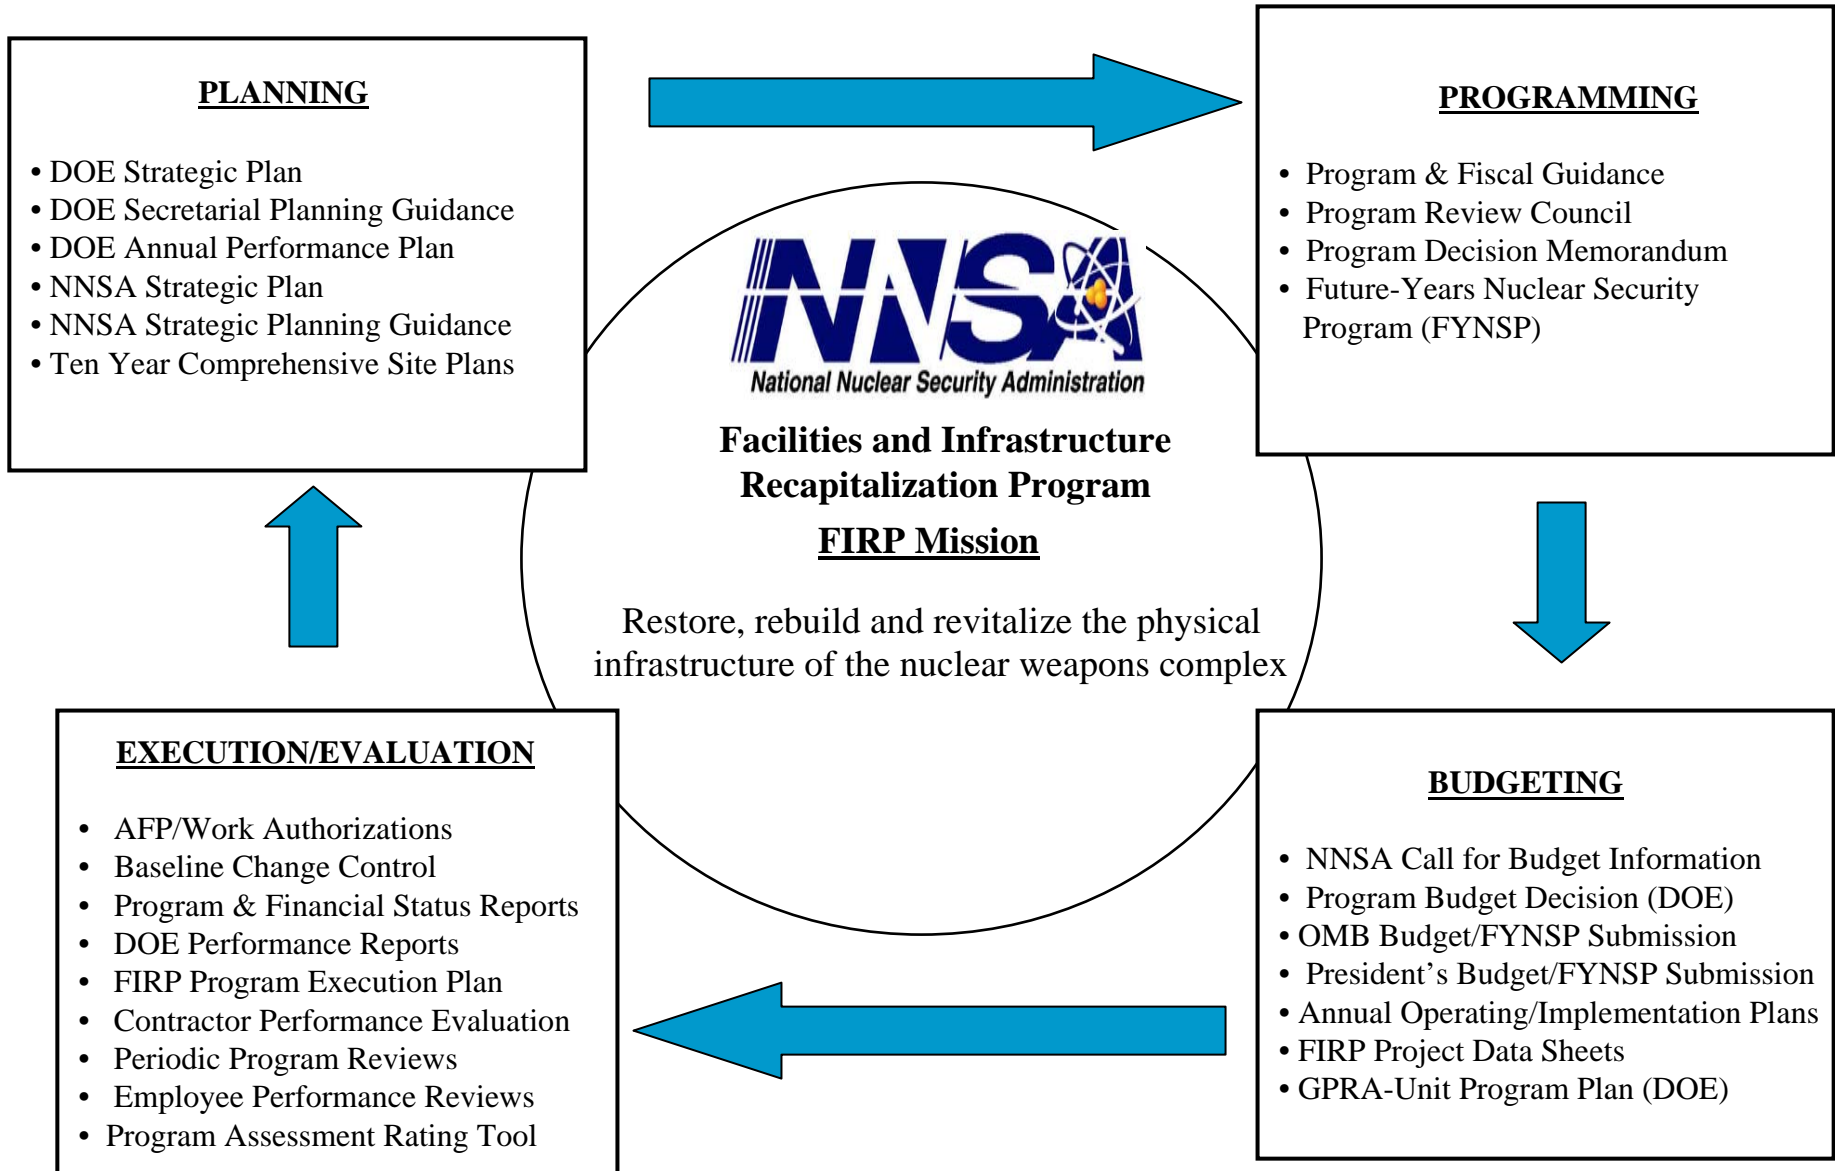 PLANNING
• DOE Strategic Plan
• DOE Secretarial Planning Guidance
• DOE Annual Performance Plan
• NNSA Strategic Plan
• NNSA Strategic Planning Guidance
• Ten Year Comprehensive Site Plans
PROGRAMMING
• Program & Fiscal Guidance
• Program Review Council
• Program Decision Memorandum
• Future-Years Nuclear Security
Program (FYNSP)
NNSA
National Nuclear Security Administration
Facilities and Infrastructure
Recapitalization Program
FIRP Mission
Restore, rebuild and revitalize the physical
infrastructure of the nuclear weapons complex
EXECUTION/EVALUATION
• AFP/Work Authorizations
• Baseline Change Control
• Program & Financial Status Reports
• DOE Performance Reports
• FIRP Program Execution Plan
• Contractor Performance Evaluation
• Periodic Program Reviews
• Employee Performance Reviews
• Program Assessment Rating Tool
BUDGETING
• NNSA Call for Budget Information
• Program Budget Decision (DOE)
• OMB Budget/FYNSP Submission
• President’s Budget/FYNSP Submission
• Annual Operating/Implementation Plans
• FIRP Project Data Sheets
• GPRA-Unit Program Plan (DOE)